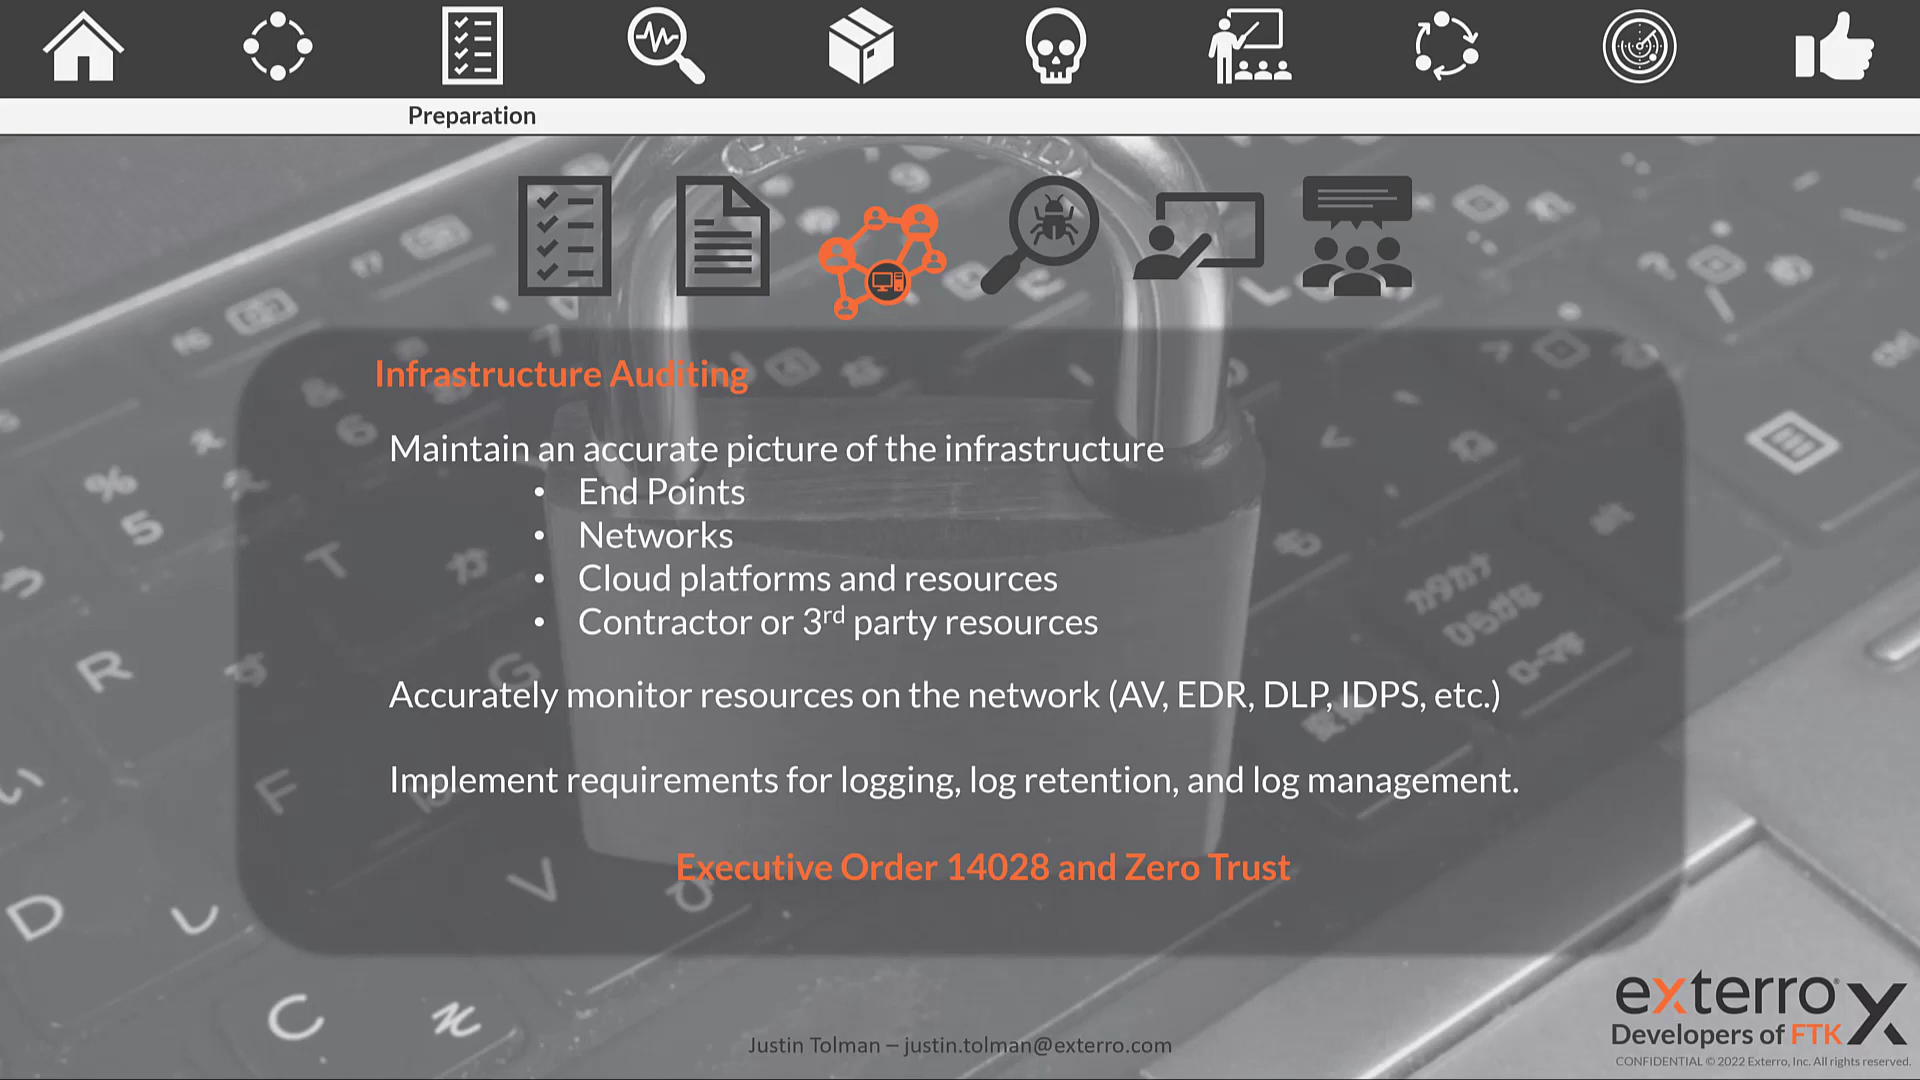 Preparation
Infrastructure Auditing
Maintain an accurate picture of the infrastructure
• End Points
• Networks
• Cloud platforms and resources
• Contractor or 3rd party resources
Accurately monitor resources on the network (AV, EDR, DLP, IDPS, etc.)
Implement requirements for logging, log retention, and log management.
Executive Order 14028 and Zero Trust
exterro® X
Developers of FTK
Justin Tolman – justin.tolman@exterro.com
CONFIDENTIAL © 2022 Exterro, Inc. All rights reserved.